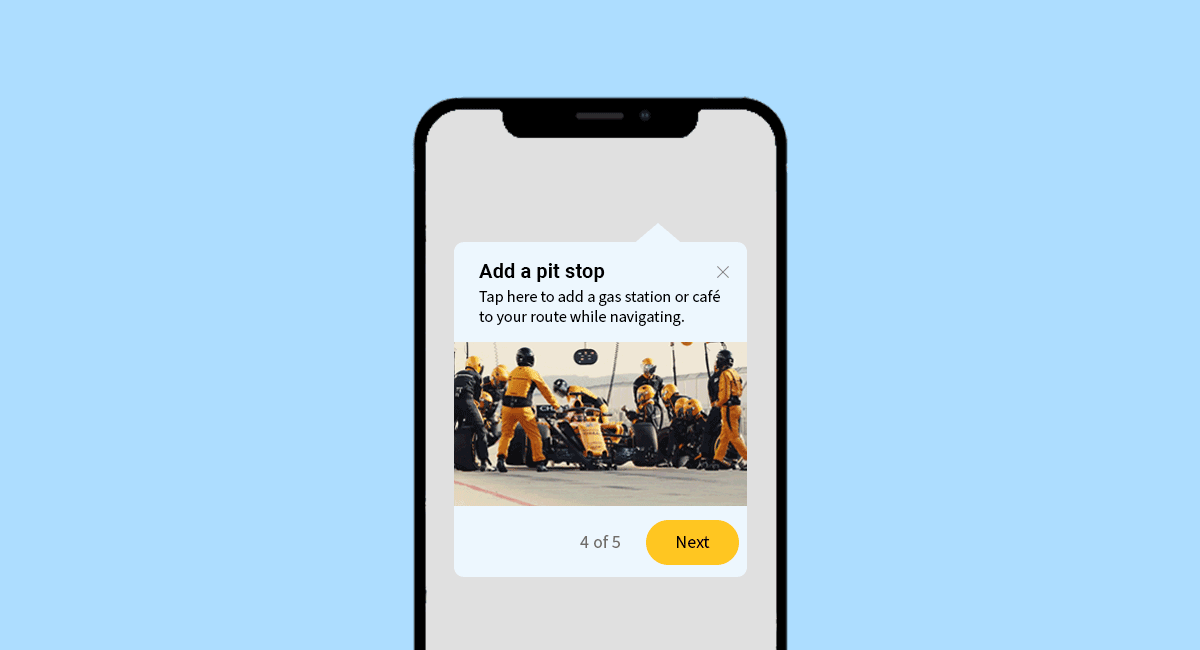 Add a pit stop
Tap here to add a gas station or café
to your route while navigating.
4 of 5
Next